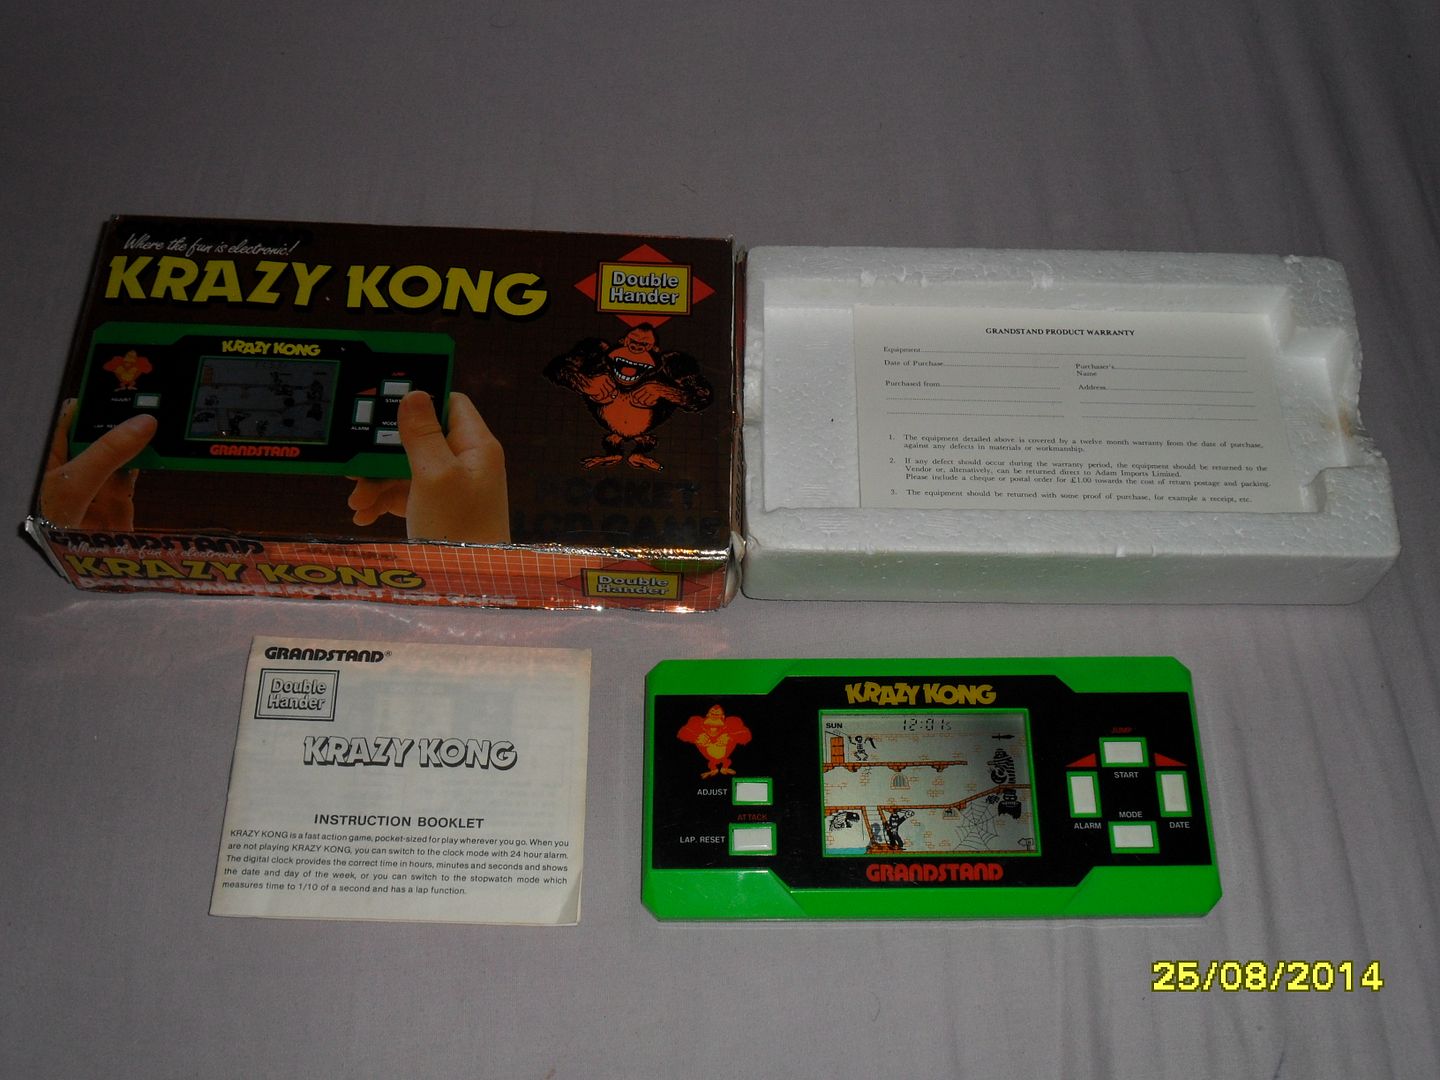 Where the fun is electronic!
KRAZY KONG
Double
Hander
KRAZY KONG
JUMP
START
ADJUST
LAP. RESET
ALARM
MODE
GRANDSTAND
POCKET
LCD GAME
GRANDSTAND
Where the fun is electronic!
KRAZY KONG
Double
Hander
GRANDSTAND PRODUCT WARRANTY
Equipment
Date of Purchase
Purchaser's
Name
Purchased from
Address
1. The equipment detailed above is covered by a twelve month warranty from the date of purchase,
against any defects in materials or workmanship.
2. If any defect should occur during the warranty period, the equipment should be returned to the
Vendor or, alternatively, can be returned direct to Adam Imports Limited.
Please include a cheque or postal order for £1.00 towards the cost of return postage and packing.
3. The equipment should be returned with some proof of purchase, for example a receipt, etc.
GRANDSTAND®
Double
Hander
KRAZY KONG
INSTRUCTION BOOKLET
KRAZY KONG is a fast action game, pocket-sized for play wherever you go. When you
are not playing KRAZY KONG, you can switch to the clock mode with 24 hour alarm.
The digital clock provides the correct time in hours, minutes and seconds and shows
the date and day of the week, or you can switch to the stopwatch mode which
measures time to 1/10 of a second and has a lap function.
KRAZY KONG
SUN
12:01
ADJUST
ATTACK
LAP. RESET
JUMP
START
MODE
ALARM
DATE
GRANDSTAND
25/08/2014